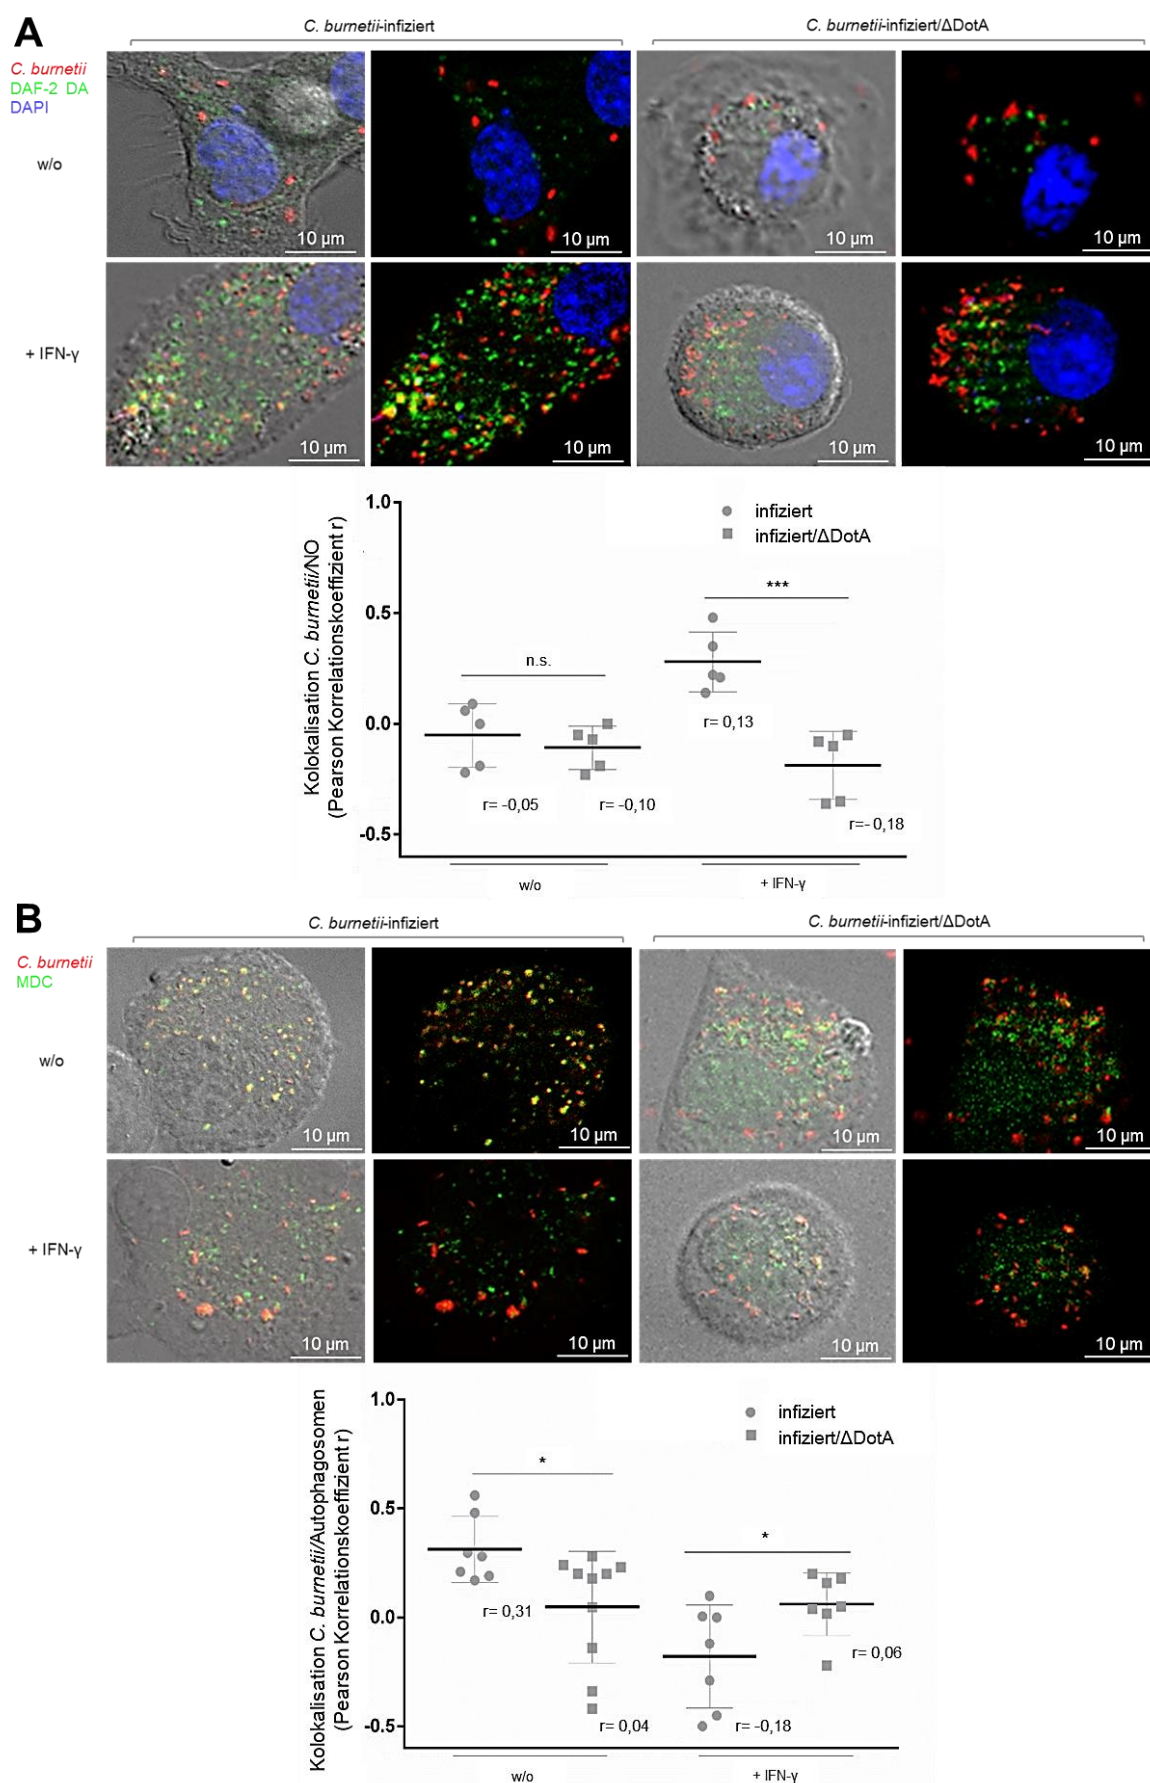 A
C. burnetii-infiziert
C. burnetii-infiziert/ΔDotA
C. burnetii
DAF-2 DA
DAPI
w/o
10 µm
10 µm
10 µm
10 µm
+ IFN-γ
10 µm
10 µm
10 µm
10 µm
Kolokalisation C. burnetii/NO
(Pearson Korrelationskoeffizient r)
1.0
0.5
0.0
-0.5
infiziert
infiziert/ΔDotA
n.s.
***
r= -0,05
r= -0,10
r= 0,13
r=- 0,18
w/o
+ IFN-γ
B
C. burnetii-infiziert
C. burnetii-infiziert/ΔDotA
C. burnetii
MDC
w/o
10 µm
10 µm
10 µm
10 µm
+ IFN-γ
10 µm
10 µm
10 µm
10 µm
Kolokalisation C. burnetii/Autophagosomen
(Pearson Korrelationskoeffizient r)
1.0
0.5
0.0
-0.5
infiziert
infiziert/ΔDotA
*
*
r= 0,31
r= 0,04
r= -0,18
r= 0,06
w/o
+ IFN-γ